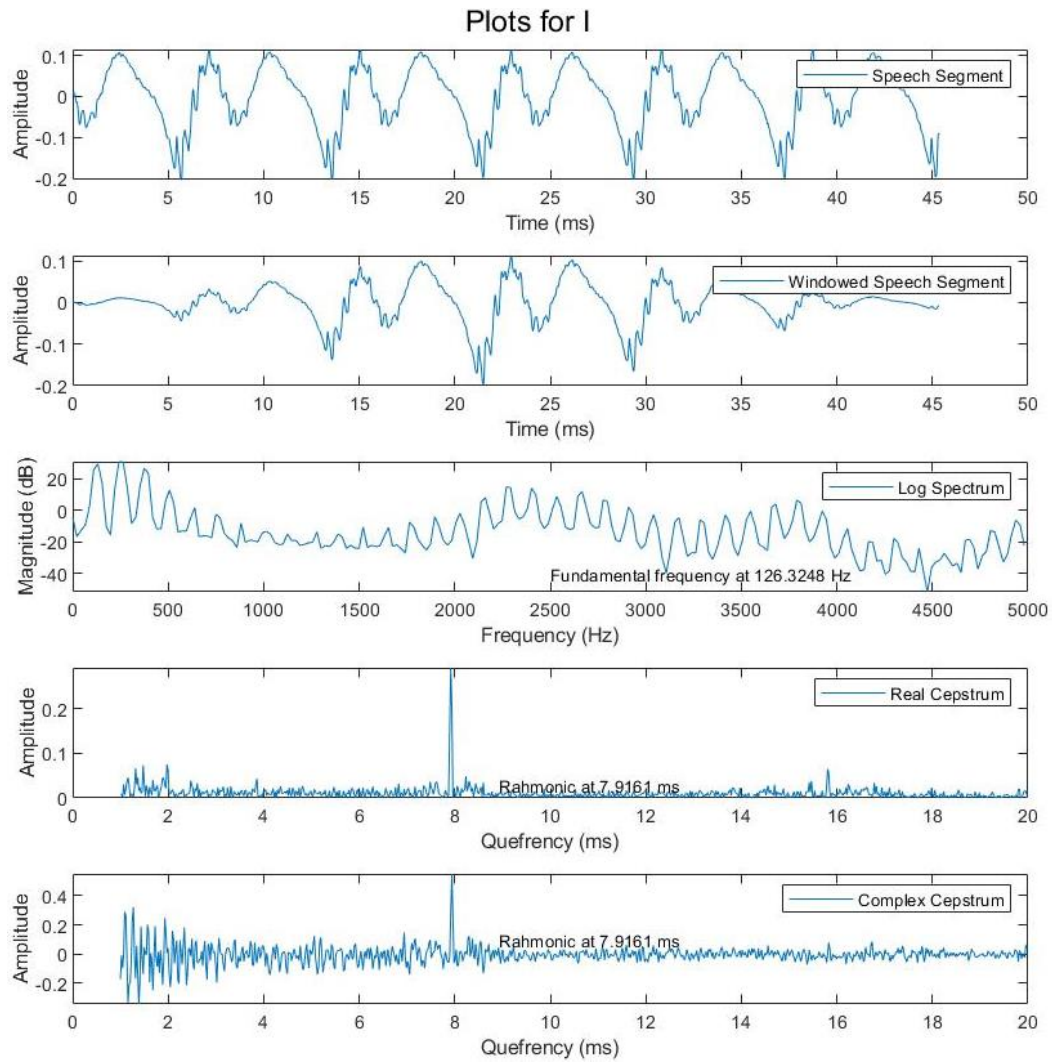 Plots for I
0.1
0
-0.1
-0.2
Amplitude
Speech Segment
0 5 10 15 20 25 30 35 40 45 50
Time (ms)
0.1
0
-0.1
-0.2
Amplitude
Windowed Speech Segment
0 5 10 15 20 25 30 35 40 45 50
Time (ms)
20
0
-20
-40
Magnitude (dB)
Log Spectrum
Fundamental frequency at 126.3248 Hz
0 500 1000 1500 2000 2500 3000 3500 4000 4500 5000
Frequency (Hz)
0.2
0.1
0
Amplitude
Real Cepstrum
Rahmonic at 7.9161 ms
0 2 4 6 8 10 12 14 16 18 20
Quefrency (ms)
0.4
0.2
0
-0.2
Amplitude
Complex Cepstrum
Rahmonic at 7.9161 ms
0 2 4 6 8 10 12 14 16 18 20
Quefrency (ms)